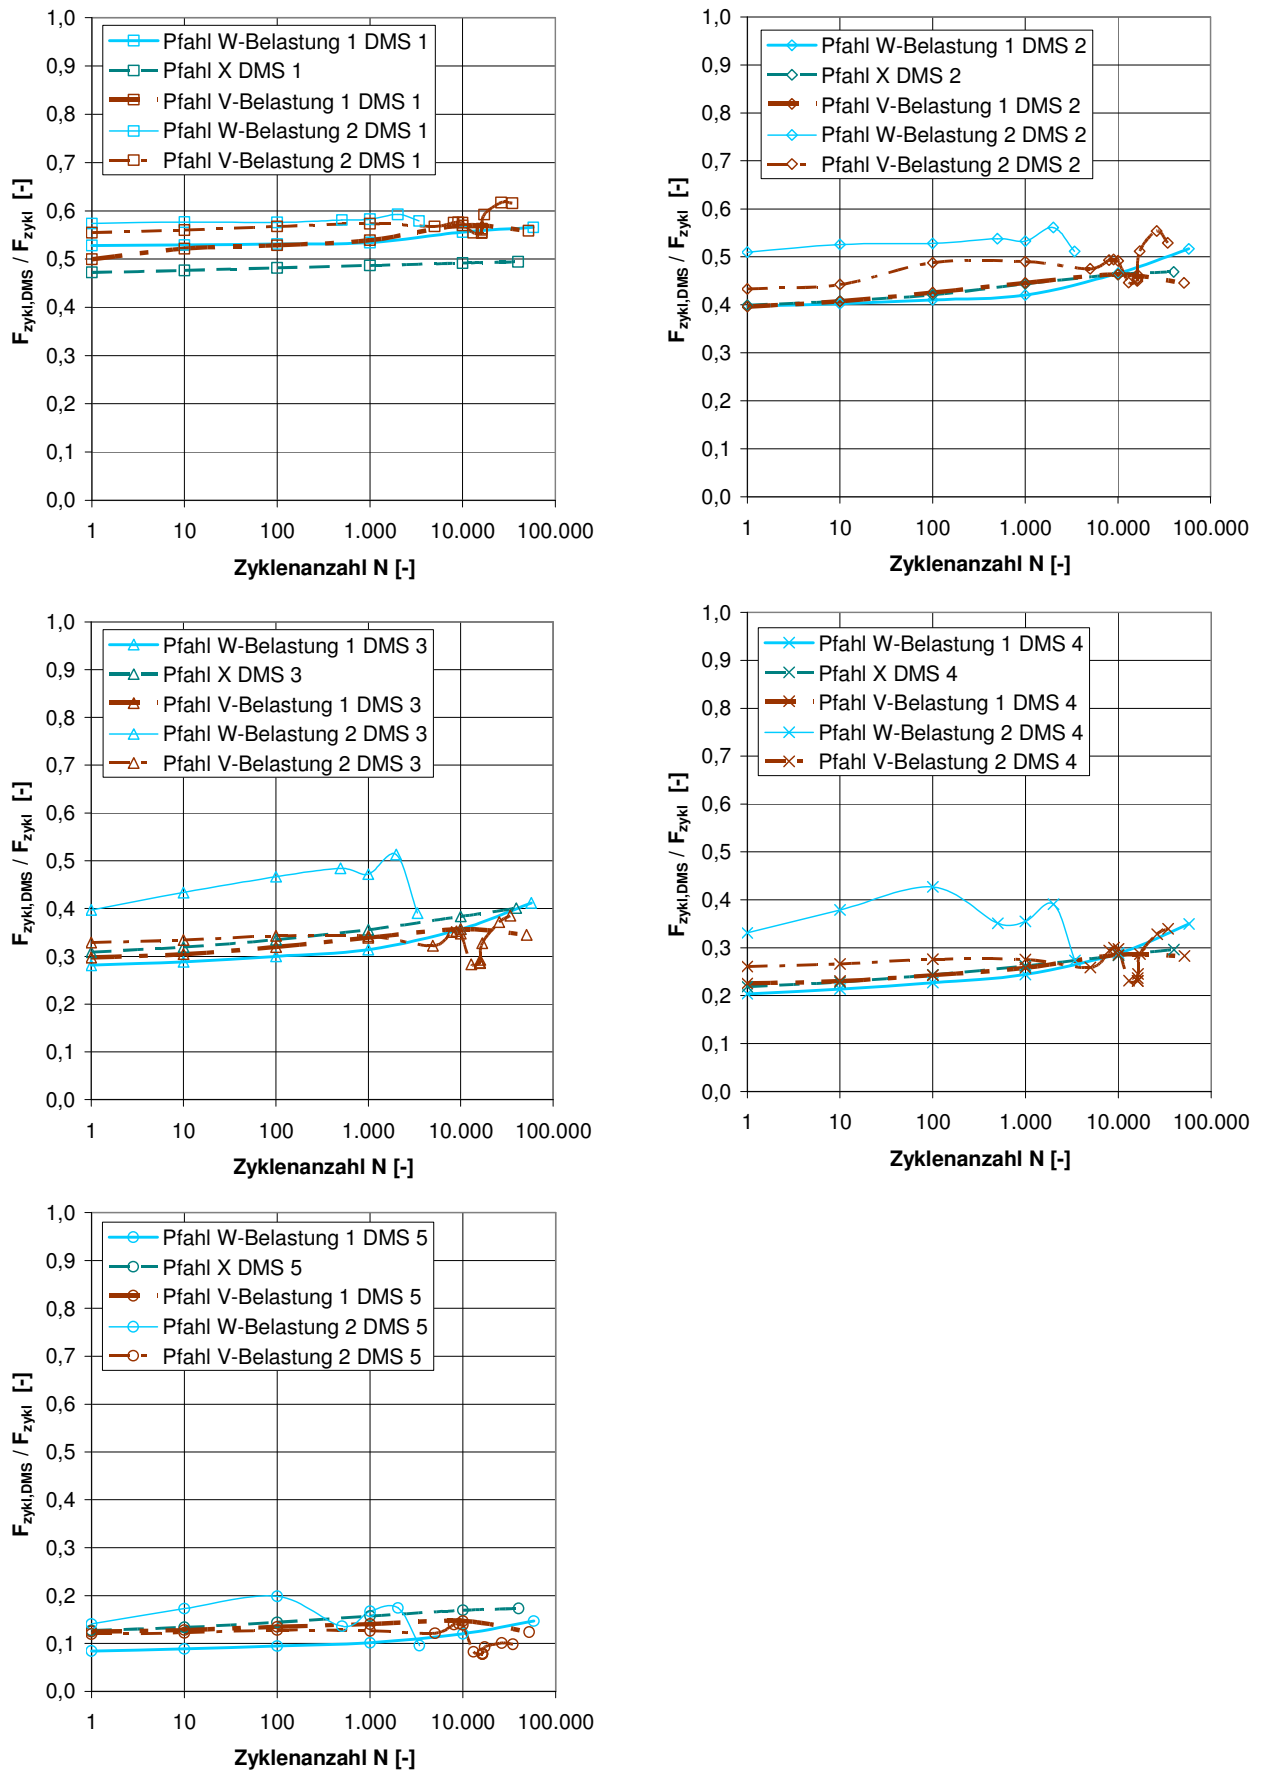 1,0
0,9
0,8
0,7
0,6
0,5
0,4
0,3
0,2
0,1
0,0
F zykl,DMS / F zykl [-]
Pfahl W-Belastung 1 DMS 1
Pfahl X DMS 1
Pfahl V-Belastung 1 DMS 1
Pfahl W-Belastung 2 DMS 1
Pfahl V-Belastung 2 DMS 1
1 10 100 1.000 10.000 100.000
Zyklenanzahl N [-]
1,0
0,9
0,8
0,7
0,6
0,5
0,4
0,3
0,2
0,1
0,0
F zykl,DMS / F zykl [-]
Pfahl W-Belastung 1 DMS 2
Pfahl X DMS 2
Pfahl V-Belastung 1 DMS 2
Pfahl W-Belastung 2 DMS 2
Pfahl V-Belastung 2 DMS 2
1 10 100 1.000 10.000 100.000
Zyklenanzahl N [-]
1,0
0,9
0,8
0,7
0,6
0,5
0,4
0,3
0,2
0,1
0,0
F zykl,DMS / F zykl [-]
Pfahl W-Belastung 1 DMS 3
Pfahl X DMS 3
Pfahl V-Belastung 1 DMS 3
Pfahl W-Belastung 2 DMS 3
Pfahl V-Belastung 2 DMS 3
1 10 100 1.000 10.000 100.000
Zyklenanzahl N [-]
1,0
0,9
0,8
0,7
0,6
0,5
0,4
0,3
0,2
0,1
0,0
F zykl,DMS / F zykl [-]
Pfahl W-Belastung 1 DMS 4
Pfahl X DMS 4
Pfahl V-Belastung 1 DMS 4
Pfahl W-Belastung 2 DMS 4
Pfahl V-Belastung 2 DMS 4
1 10 100 1.000 10.000 100.000
Zyklenanzahl N [-]
1,0
0,9
0,8
0,7
0,6
0,5
0,4
0,3
0,2
0,1
0,0
F zykl,DMS / F zykl [-]
Pfahl W-Belastung 1 DMS 5
Pfahl X DMS 5
Pfahl V-Belastung 1 DMS 5
Pfahl W-Belastung 2 DMS 5
Pfahl V-Belastung 2 DMS 5
1 10 100 1.000 10.000 100.000
Zyklenanzahl N [-]